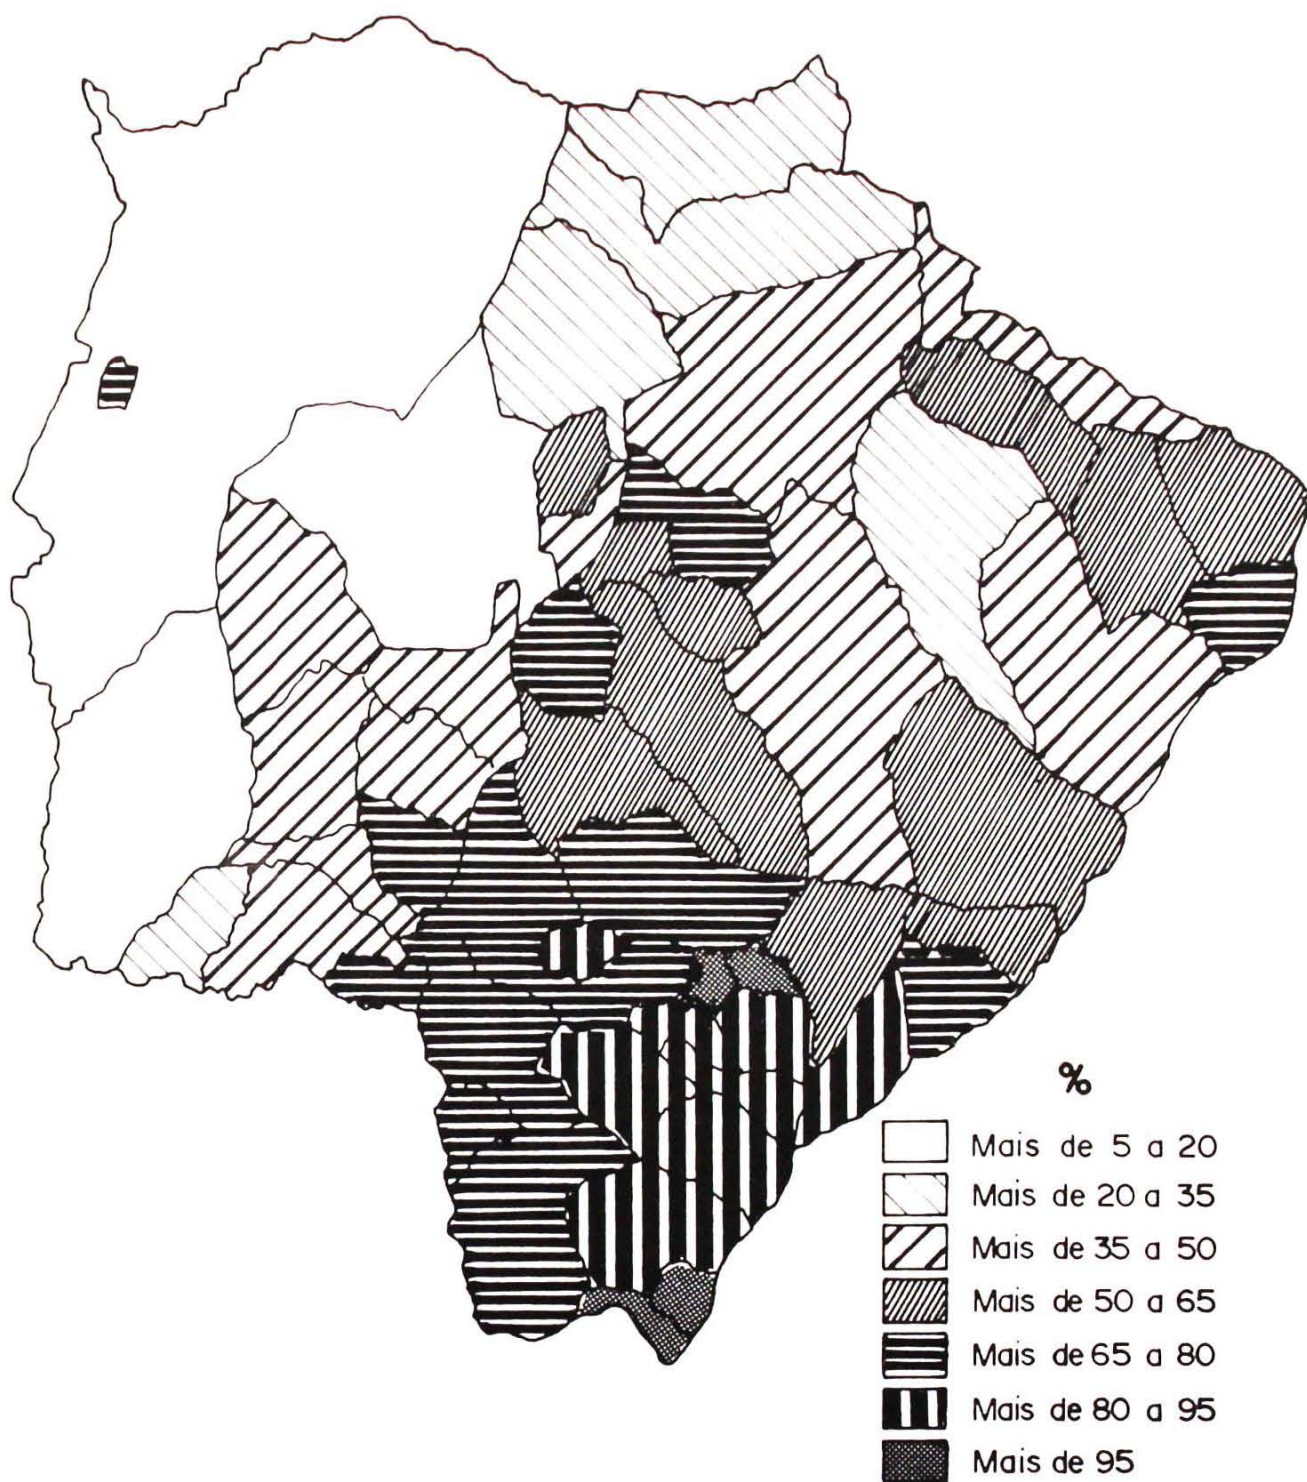 %
Mais de 5 a 20
Mais de 20 a 35
Mais de 35 a 50
Mais de 50 a 65
Mais de 65 a 80
Mais de 80 a 95
Mais de 95